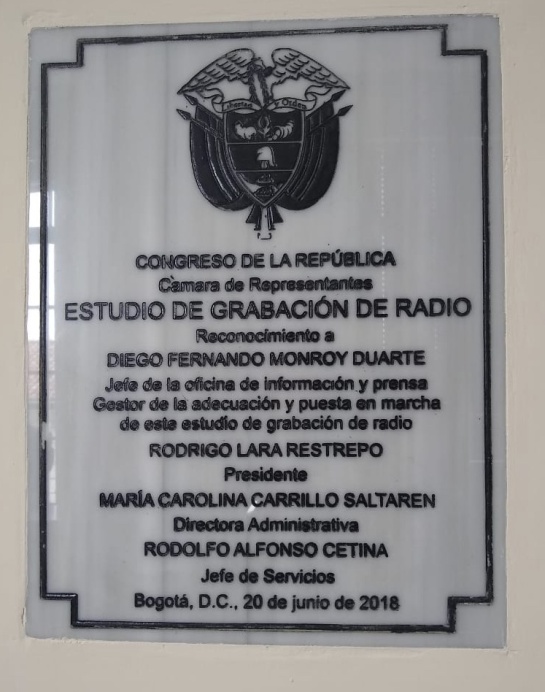 Libertad y Orden
CONGRESO DE LA REPÚBLICA
Cámara de Representantes
ESTUDIO DE GRABACIÓN DE RADIO
Reconocimiento a
DIEGO FERNANDO MONROY DUARTE
Jefe de la oficina de información y prensa
Gestor de la adecuación y puesta en marcha
de este estudio de grabación de radio
RODRIGO LARA RESTREPO
Presidente
MARÍA CAROLINA CARRILLO SALTAREN
Directora Administrativa
RODOLFO ALFONSO CETINA
Jefe de Servicios
Bogotá, D.C., 20 de junio de 2018